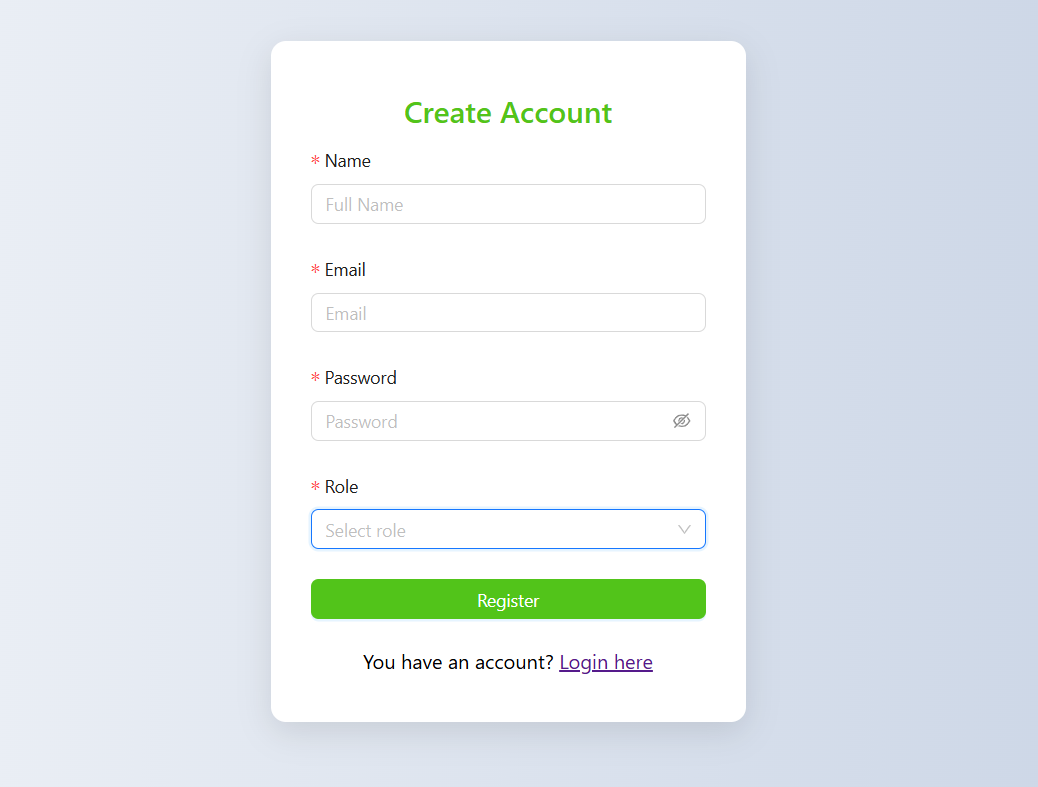 Create Account
* Name
Full Name
* Email
Email
* Password
Password
* Role
Select role
Register
You have an account? Login here